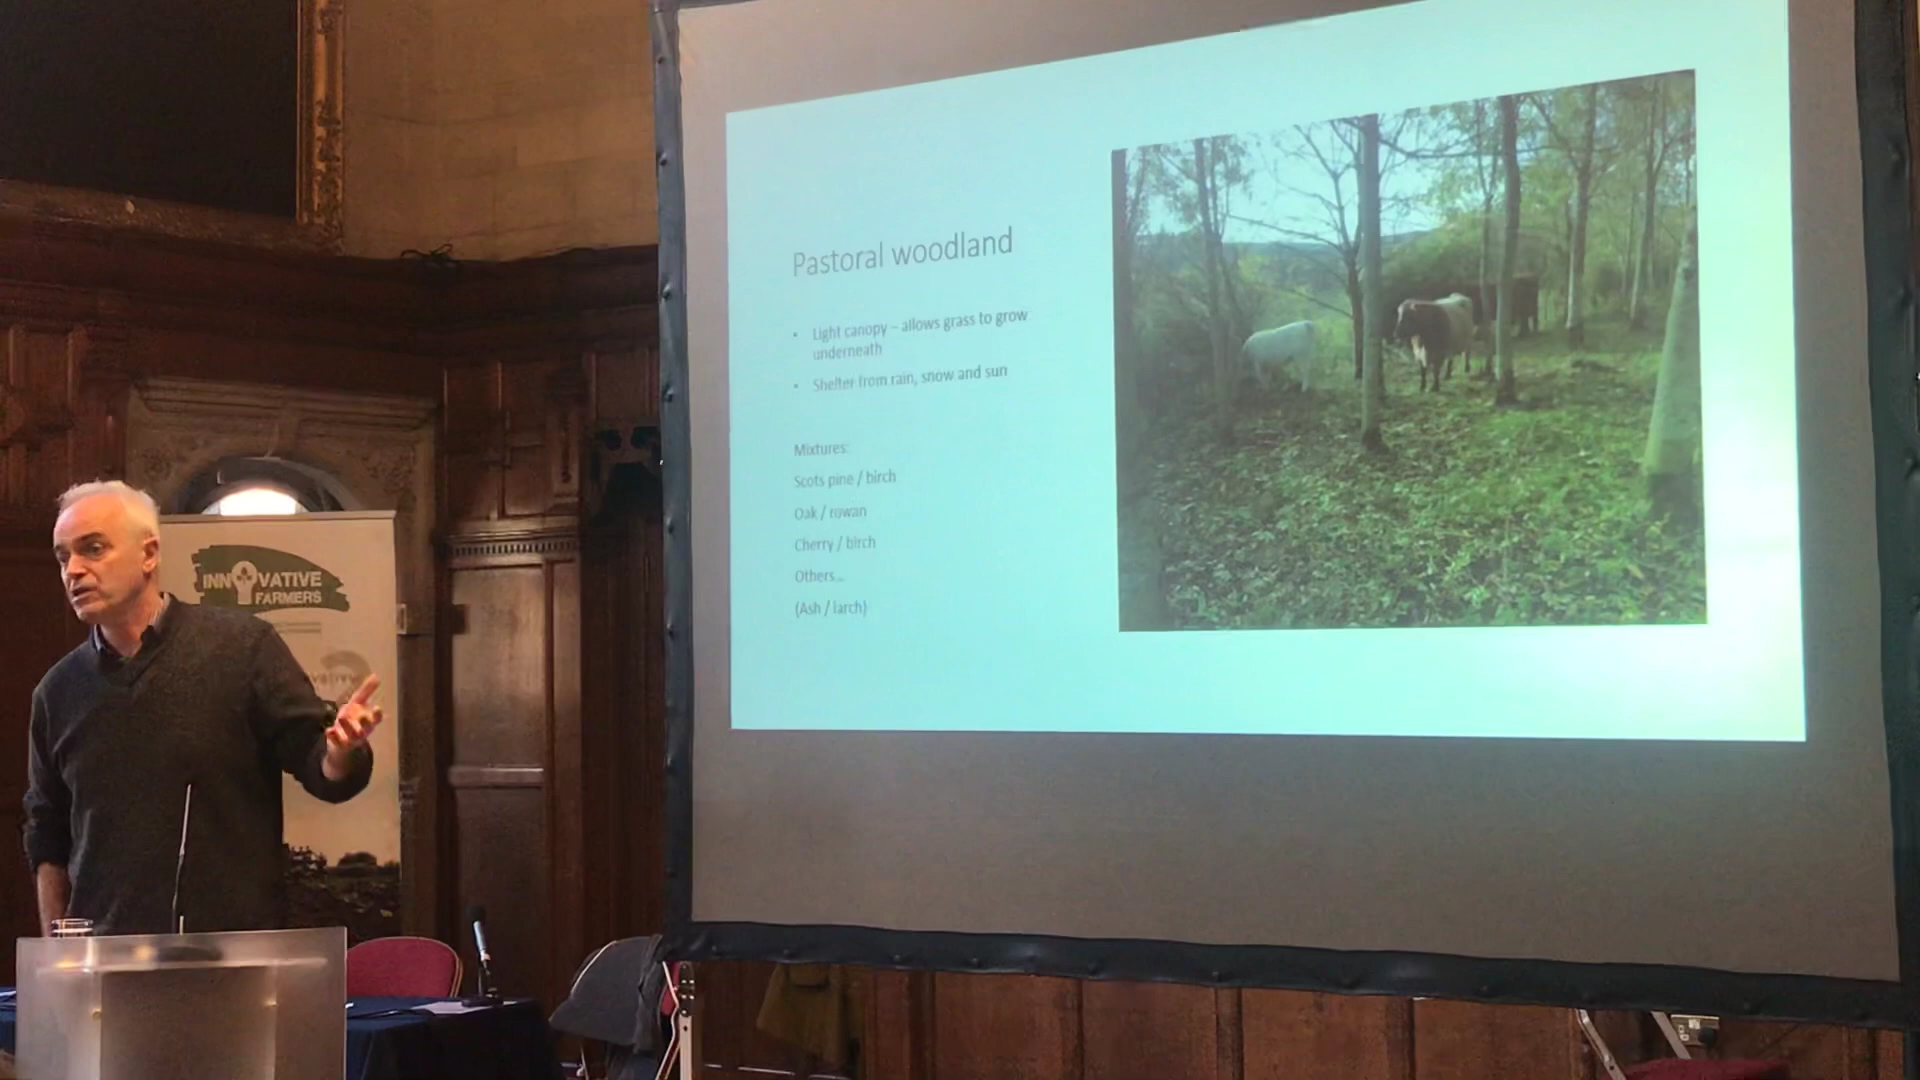 Pastoral woodland
• Light canopy – allows grass to grow
underneath
• Shelter from rain, snow and sun
Mixtures:
Scots pine / birch
Oak / rowan
Cherry / birch
Others…
(Ash / larch)
INNOVATIVE
FARMERS